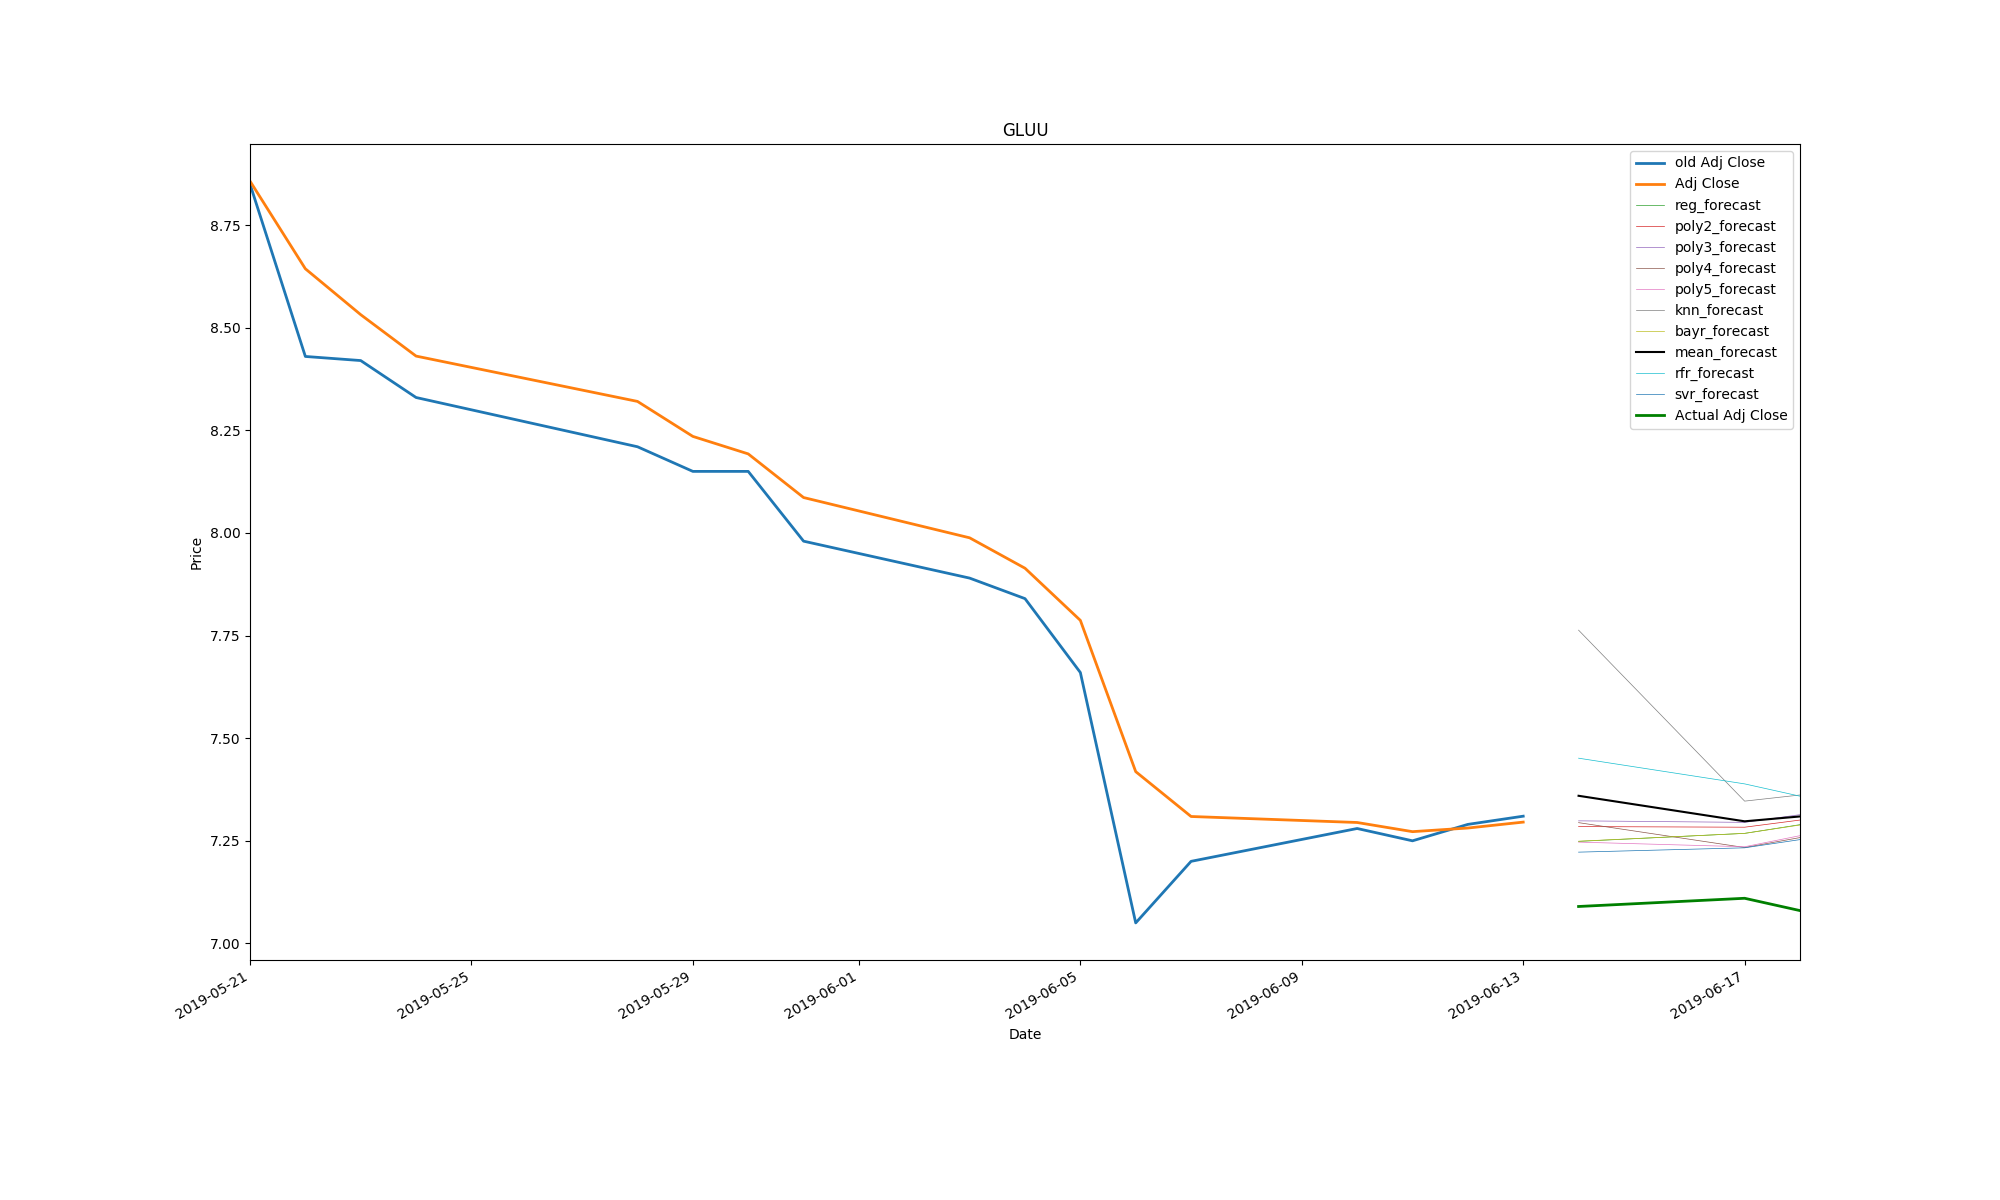 GLUU
old Adj Close
Adj Close
reg_forecast
poly2_forecast
poly3_forecast
poly4_forecast
poly5_forecast
knn_forecast
bayr_forecast
mean_forecast
rfr_forecast
svr_forecast
Actual Adj Close
8.75
8.50
8.25
8.00
7.75
7.50
7.25
7.00
Price
2019-05-21
2019-05-25
2019-05-29
2019-06-01
2019-06-05
2019-06-09
2019-06-13
2019-06-17
Date